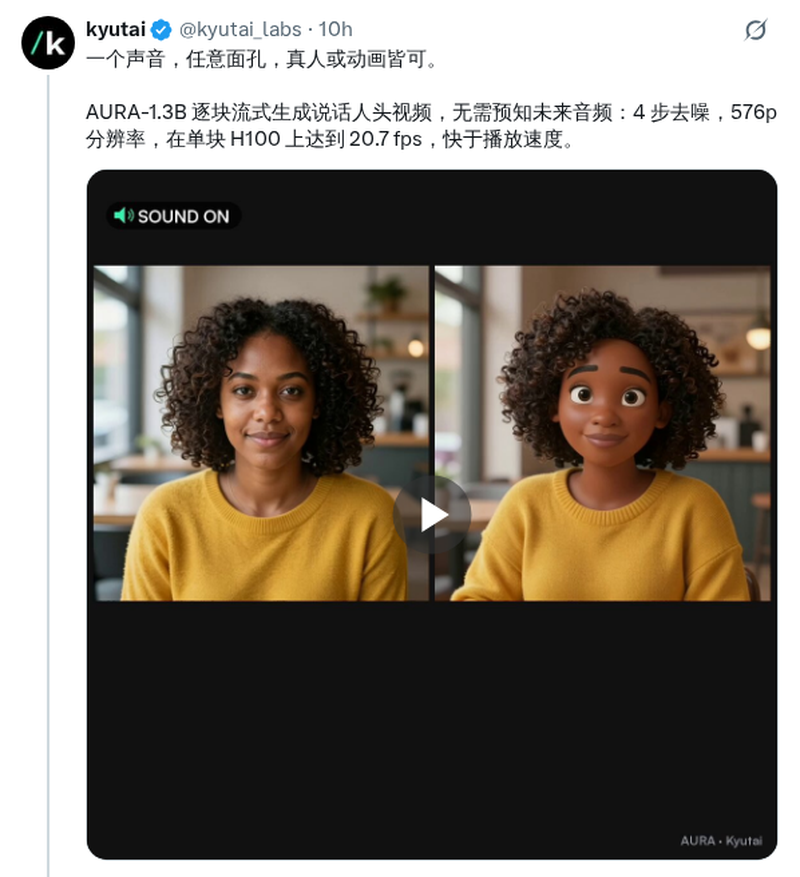 kyutai @kyutai_labs · 10h
一个声音，任意面孔，真人或动画皆可。
AURA-1.3B 逐块流式生成说话人头视频，无需预知未来音频：4 步去噪，576p
分辨率，在单块 H100 上达到 20.7 fps，快于播放速度。
SOUND ON
AURA · Kyutai